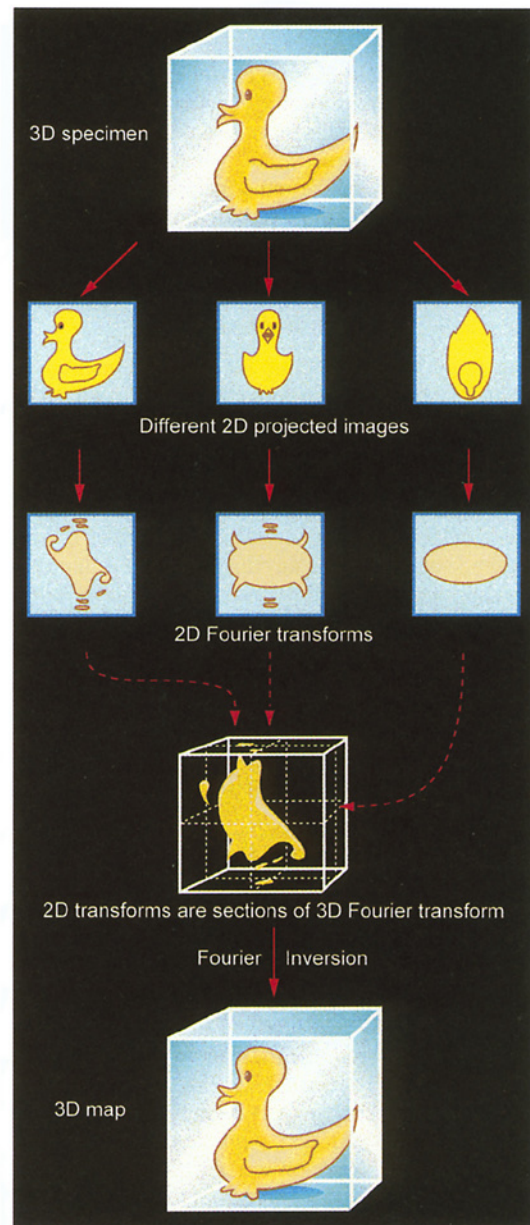 3D specimen
Different 2D projected images
2D Fourier transforms
2D transforms are sections of 3D Fourier transform
Fourier Inversion
3D map